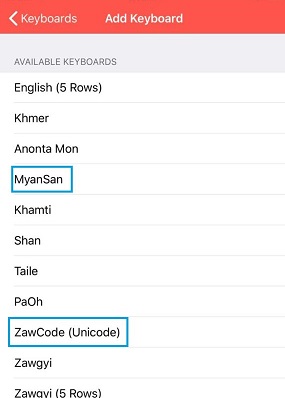 Keyboards
Add Keyboard
AVAILABLE KEYBOARDS
English (5 Rows)
Khmer
Anonta Mon
MyanSan
Khamti
Shan
Taile
PaOh
ZawCode (Unicode)
Zawgyi
Zawgyi (5 Rows)